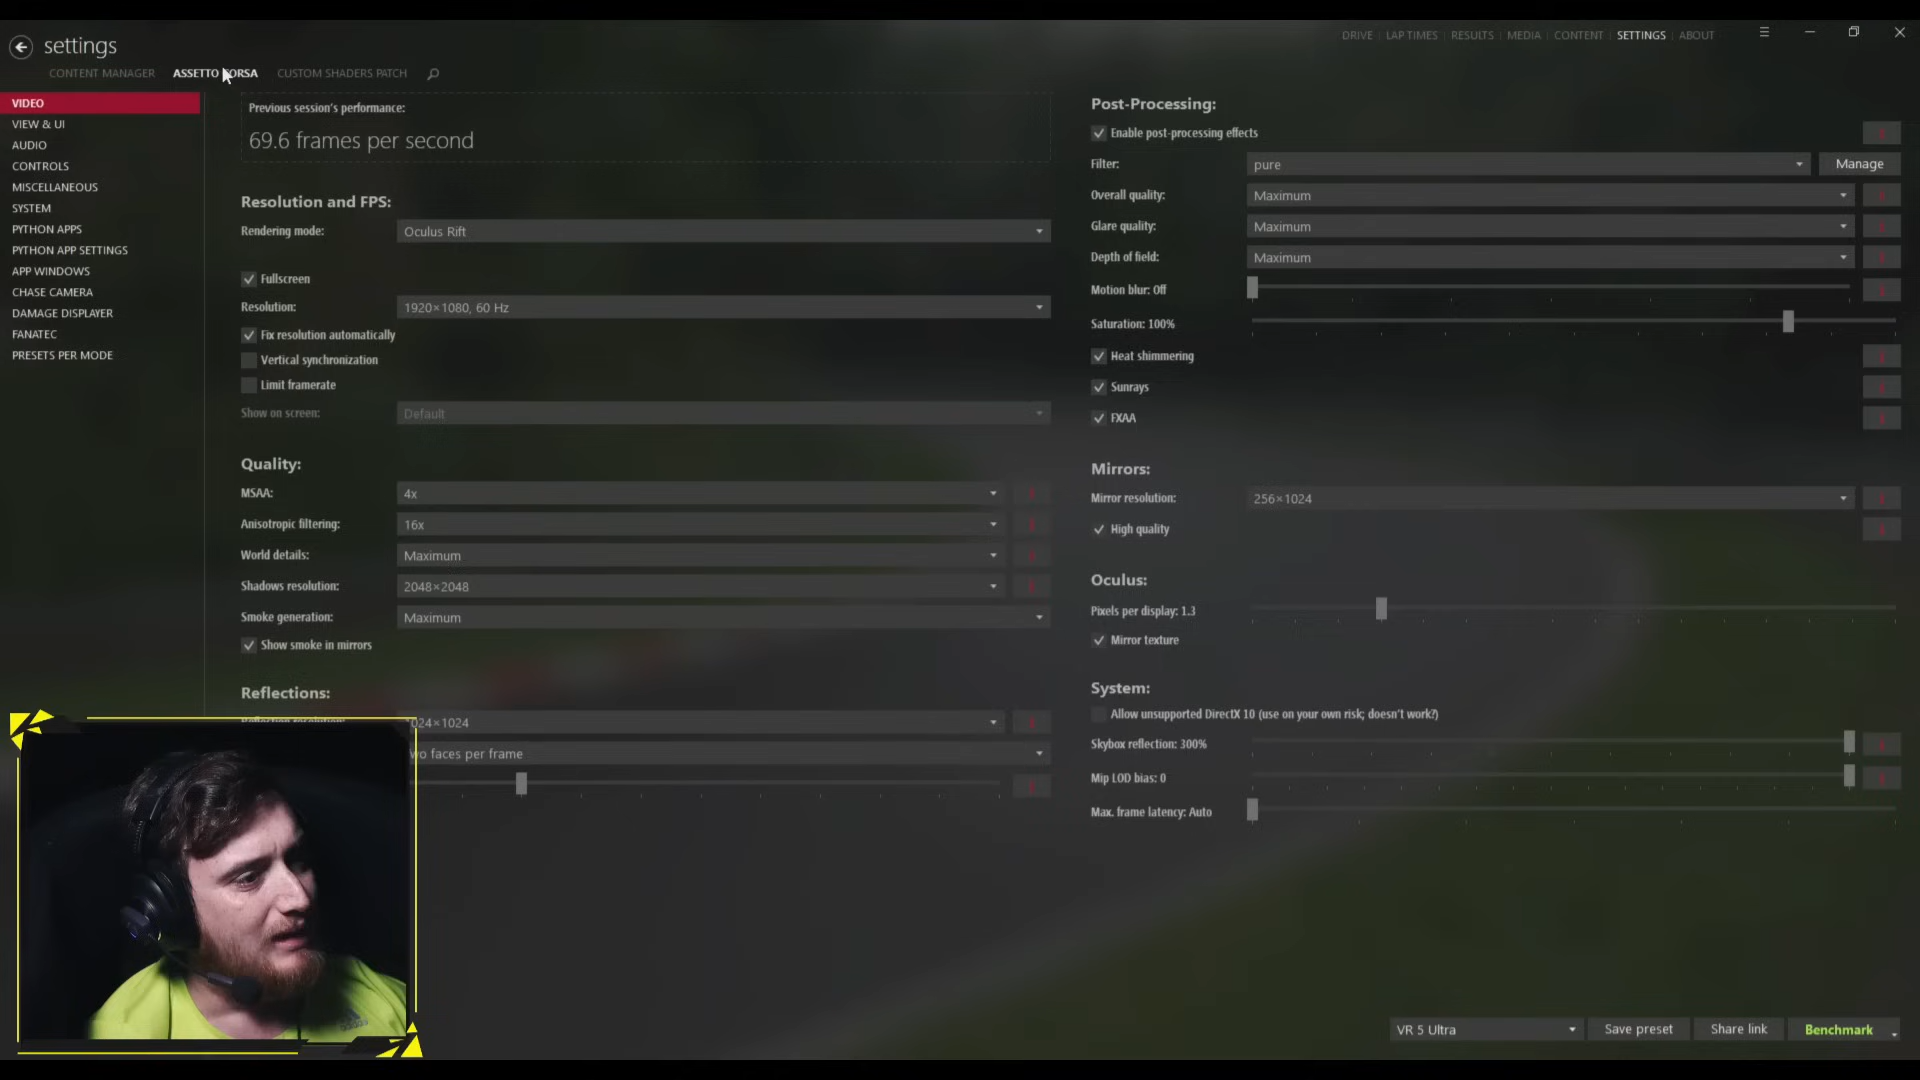 settings
DRIVE LAP TIMES RESULTS MEDIA CONTENT SETTINGS ABOUT
CONTENT MANAGER ASSETTO CORSA CUSTOM SHADERS PATCH
VIDEO
VIEW & UI
AUDIO
CONTROLS
MISCELLANEOUS
SYSTEM
PYTHON APPS
PYTHON APP SETTINGS
APP WINDOWS
CHASE CAMERA
DAMAGE DISPLAYER
FANATEC
PRESETS PER MODE
Previous session's performance:
69.6 frames per second
Resolution and FPS:
Rendering mode: Oculus Rift
Fullscreen
Resolution: 1920×1080, 60 Hz
Fix resolution automatically
Vertical synchronization
Limit framerate
Show on screen: Default
Quality:
MSAA: 4x
Anisotropic filtering: 16x
World details: Maximum
Shadows resolution: 2048×2048
Smoke generation: Maximum
Show smoke in mirrors
Reflections:
Reflection resolution: 1024×1024
faces per frame
Post-Processing:
Enable post-processing effects
Filter: pure Manage
Overall quality: Maximum
Glare quality: Maximum
Depth of field: Maximum
Motion blur: Off
Saturation: 100%
Heat shimmering
Sunrays
FXAA
Mirrors:
Mirror resolution: 256×1024
High quality
Oculus:
Pixels per display: 1.3
Mirror texture
System:
Allow unsupported DirectX 10 (use on your own risk; doesn't work?)
Skybox reflection: 300%
Mip LOD bias: 0
Max. frame latency: Auto
VR 5 Ultra Save preset Share link Benchmark